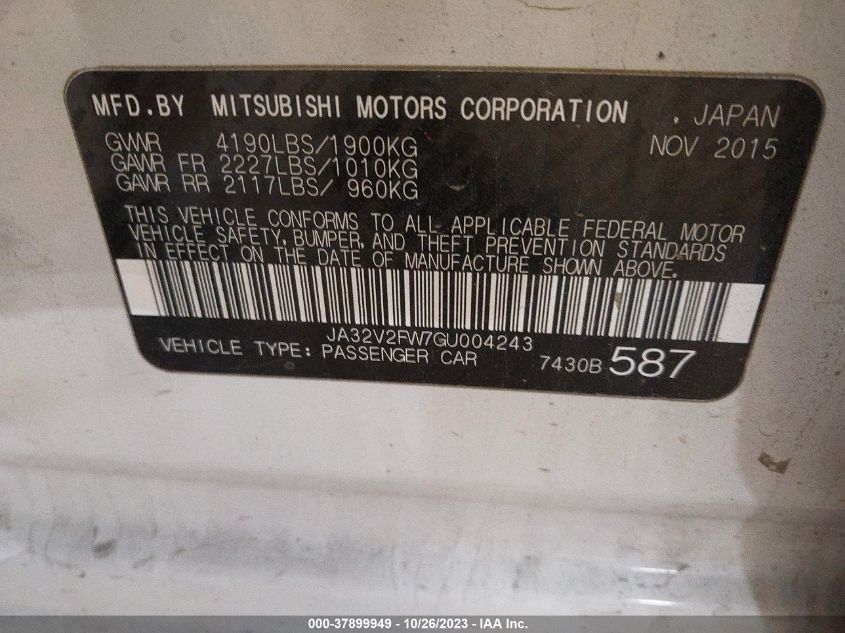 MFD.BY MITSUBISHI MOTORS CORPORATION . JAPAN
GVWR 4190LBS/1900KG NOV 2015
GAWR FR 2227LBS/1010KG
GAWR RR 2117LBS/ 960KG
THIS VEHICLE CONFORMS TO ALL APPLICABLE FEDERAL MOTOR
VEHICLE SAFETY, BUMPER, AND THEFT PREVENTION STANDARDS
IN EFFECT ON THE DATE OF MANUFACTURE SHOWN ABOVE.
JA32V2FW7GU004243
VEHICLE TYPE: PASSENGER CAR 7430B 587
000-37899949 - 10/26/2023 - IAA Inc.